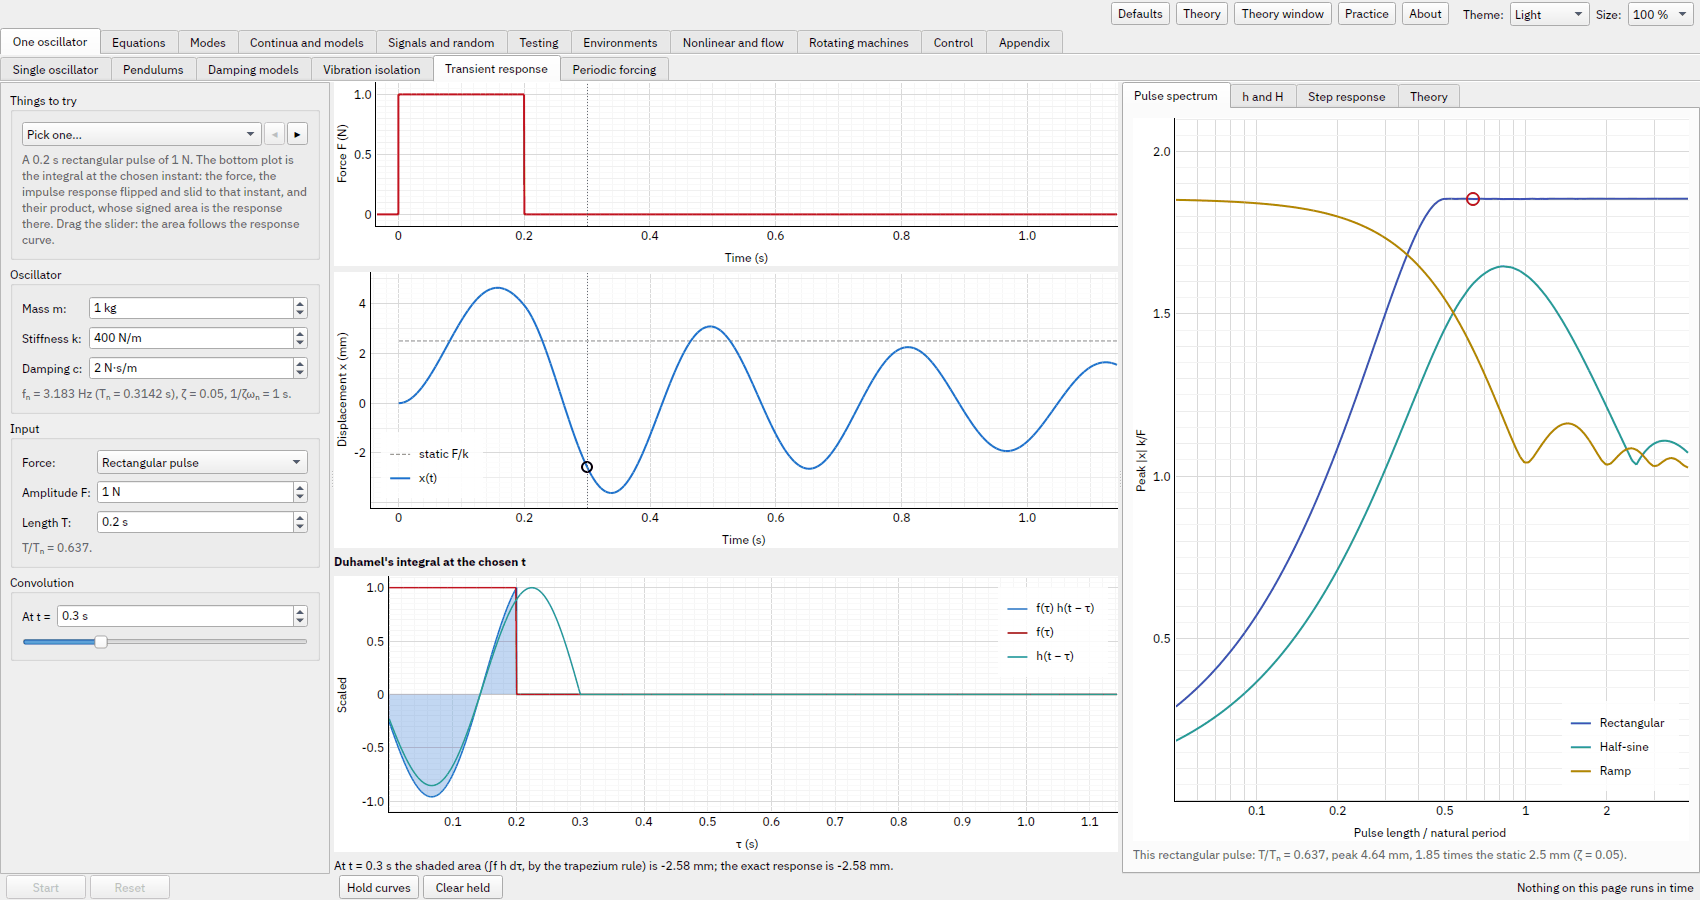 Defaults Theory Theory window Practice About Theme: Light Size: 100 %
One oscillator Equations Modes Continua and models Signals and random Testing Environments Nonlinear and flow Rotating machines Control Appendix
Single oscillator Pendulums Damping models Vibration isolation Transient response Periodic forcing
Things to try
Pick one...
A 0.2 s rectangular pulse of 1 N. The bottom plot is
the integral at the chosen instant: the force, the
impulse response flipped and slid to that instant, and
their product, whose signed area is the response
there. Drag the slider: the area follows the response
curve.
Oscillator
Mass m: 1 kg
Stiffness k: 400 N/m
Damping c: 2 N·s/m
fₙ = 3.183 Hz (Tₙ = 0.3142 s), ζ = 0.05, 1/ζωₙ = 1 s.
Input
Force: Rectangular pulse
Amplitude F: 1 N
Length T: 0.2 s
T/Tₙ = 0.637.
Convolution
At t = 0.3 s
Start Reset
Force F (N)
1.0
0.5
0
0 0.2 0.4 0.6 0.8 1.0
Time (s)
Displacement x (mm)
4
2
0
-2
static F/k
x(t)
0 0.2 0.4 0.6 0.8 1.0
Time (s)
Duhamel's integral at the chosen t
Scaled
1.0
0.5
0
-0.5
-1.0
f(τ) h(t − τ)
f(τ)
h(t − τ)
0.1 0.2 0.3 0.4 0.5 0.6 0.7 0.8 0.9 1.0 1.1
τ (s)
At t = 0.3 s the shaded area (∫f h dτ, by the trapezium rule) is -2.58 mm; the exact response is -2.58 mm.
Hold curves Clear held
Pulse spectrum h and H Step response Theory
Peak |x| k/F
2.0
1.5
1.0
0.5
Rectangular
Half-sine
Ramp
0.1 0.2 0.5 1 2
Pulse length / natural period
This rectangular pulse: T/Tₙ = 0.637, peak 4.64 mm, 1.85 times the static 2.5 mm (ζ = 0.05).
Nothing on this page runs in time